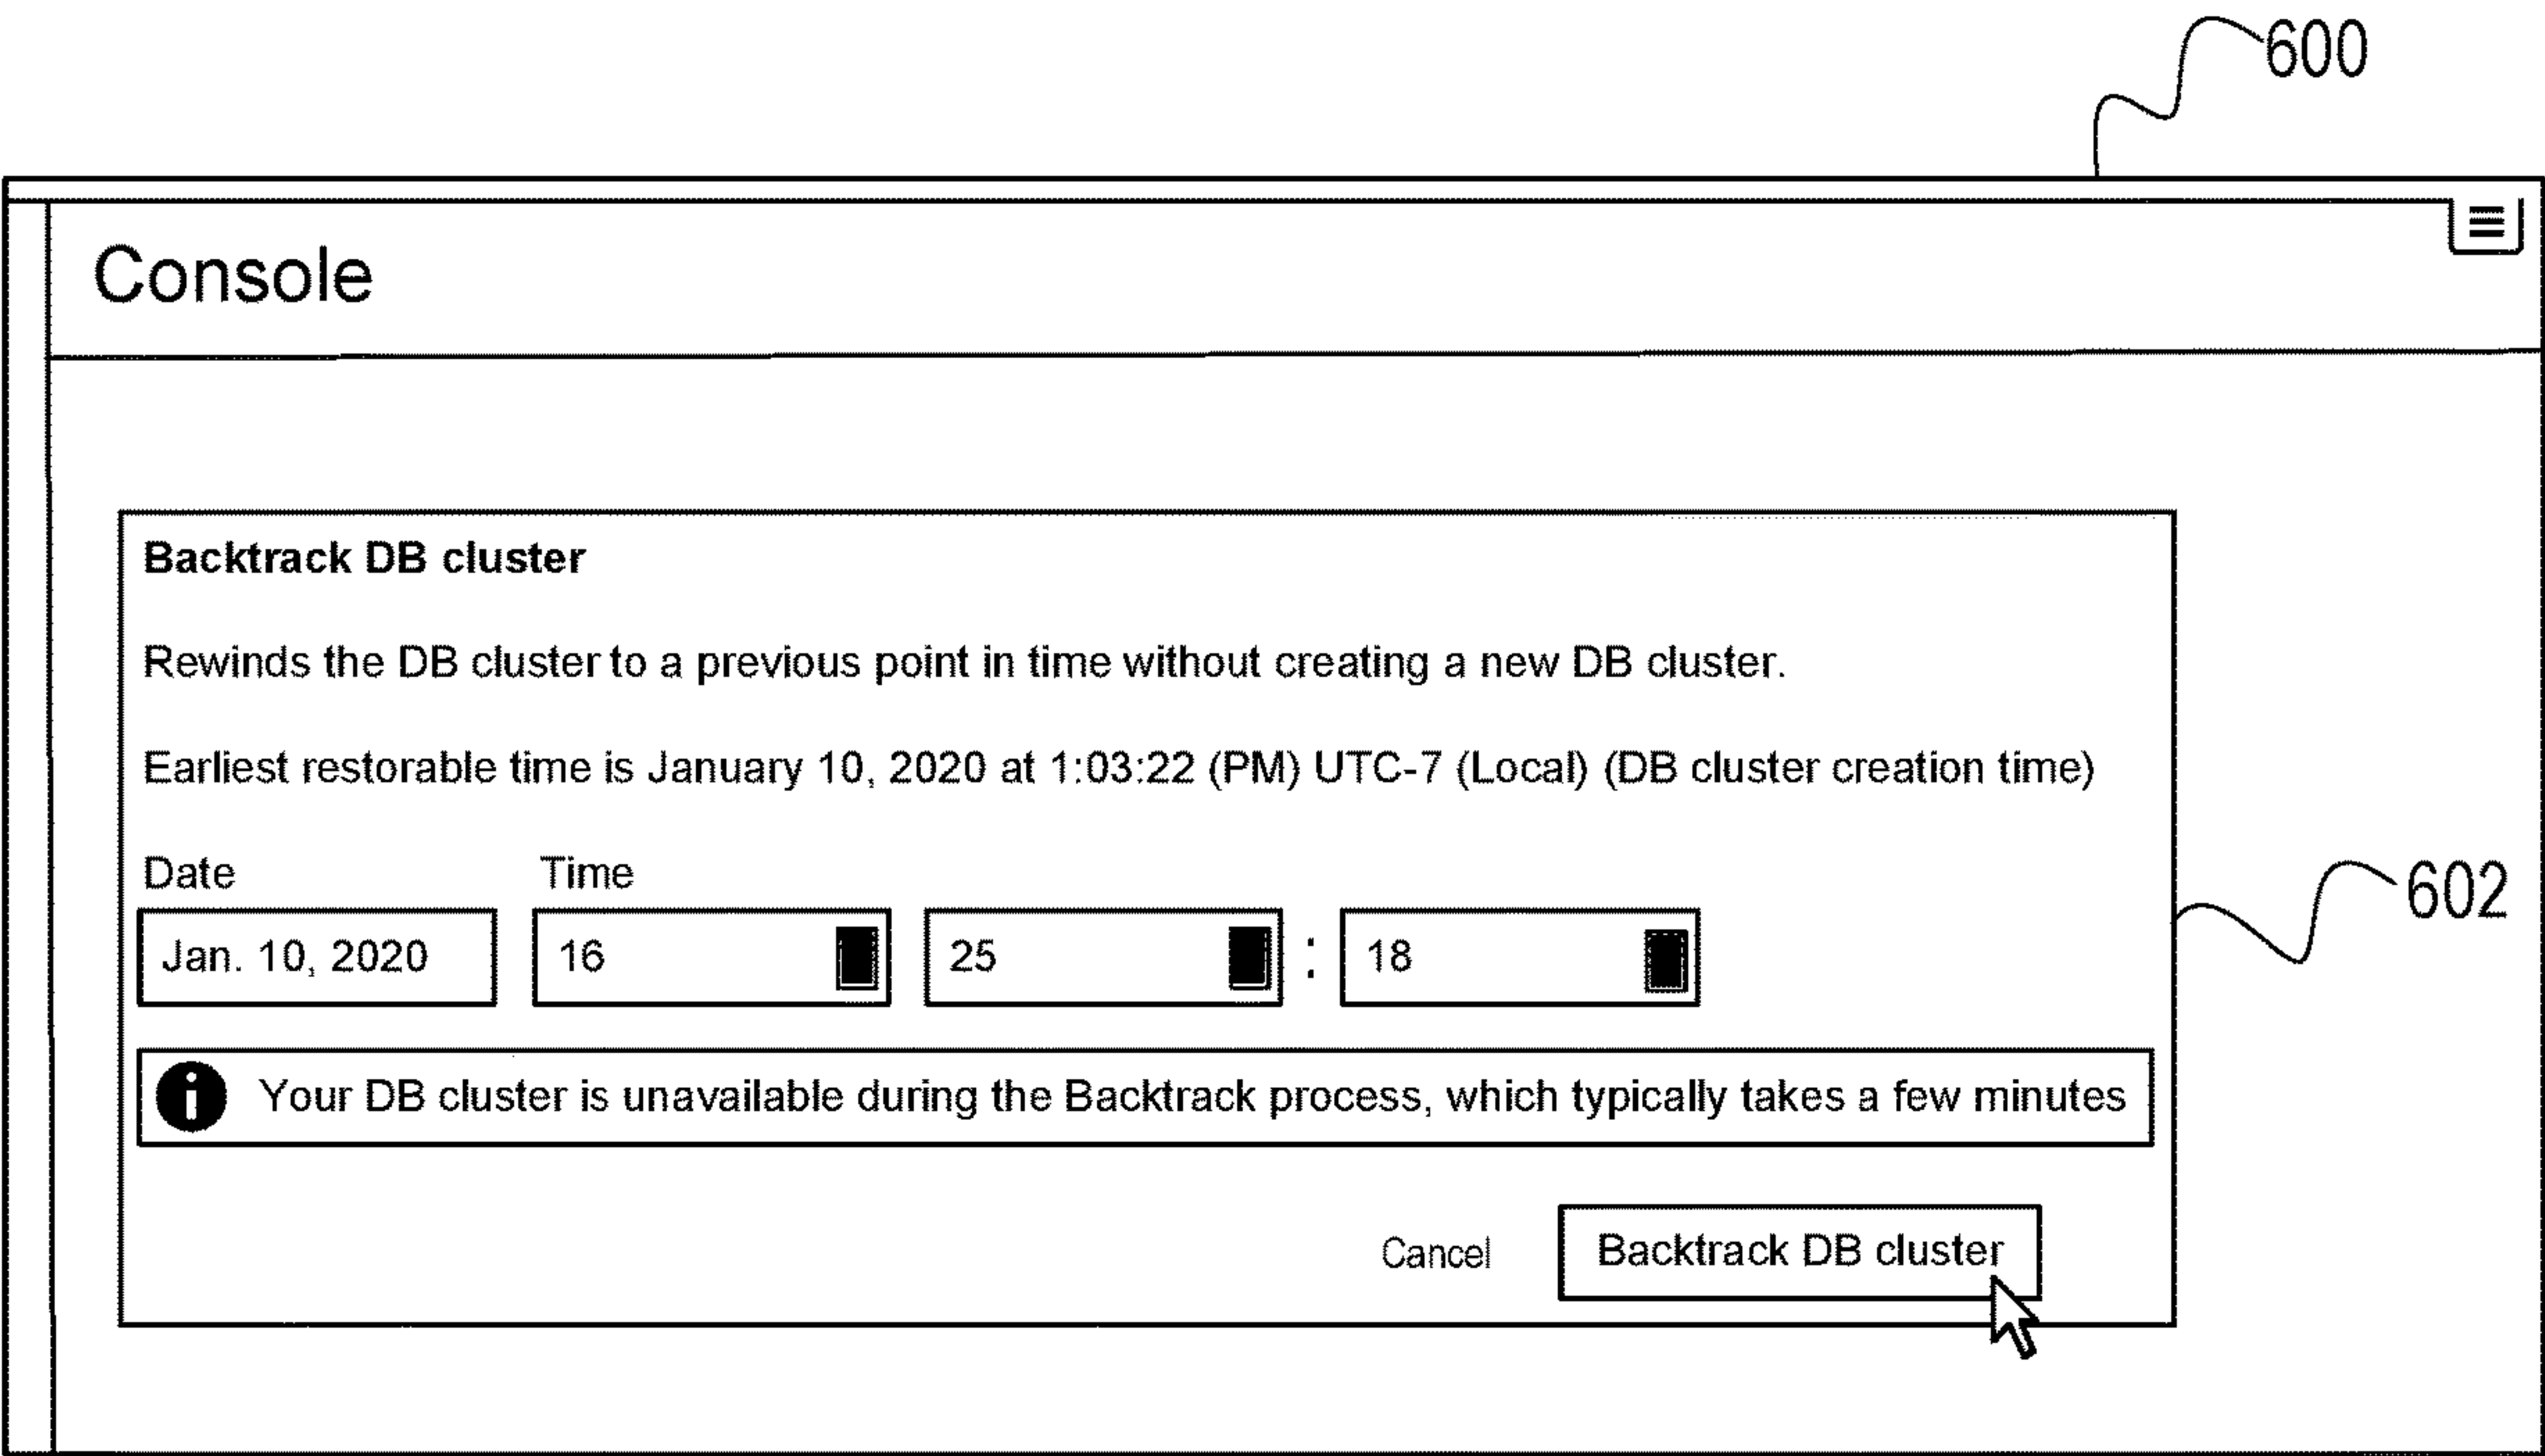 600
Console
Backtrack DB cluster
Rewinds the DB cluster to a previous point in time without creating a new DB cluster.
Earliest restorable time is January 10, 2020 at 1:03:22 (PM) UTC-7 (Local) (DB cluster creation time)
Date Time
Jan. 10, 2020 16 25 : 18
602
i Your DB cluster is unavailable during the Backtrack process, which typically takes a few minutes
Cancel Backtrack DB cluster